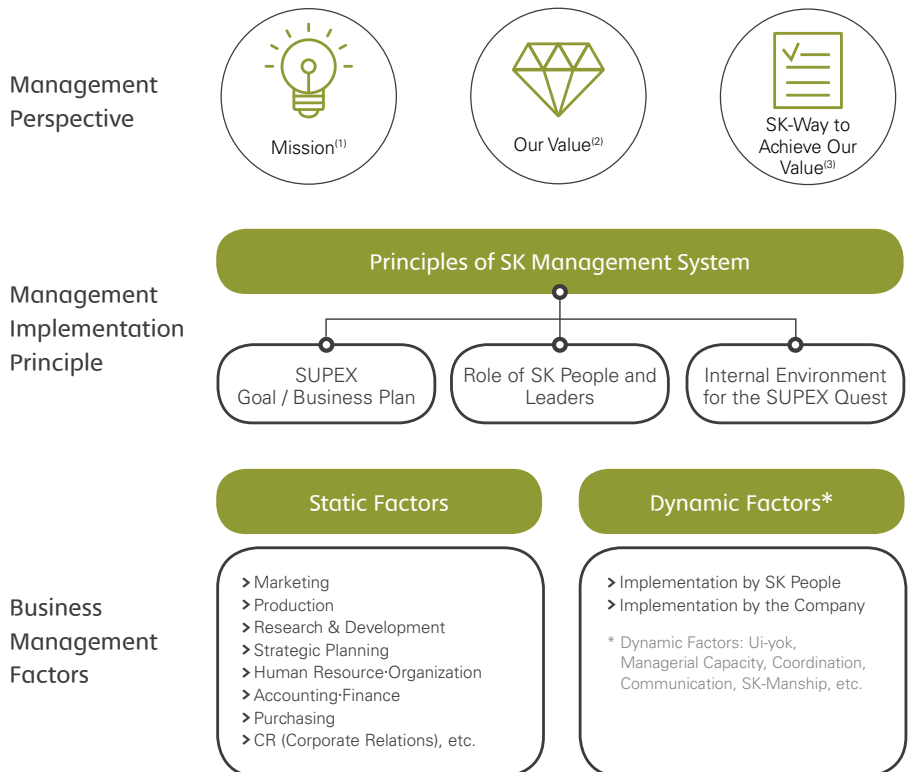 Management
Perspective
Mission(1)
Our Value(2)
SK-Way to
Achieve Our
Value(3)
Management
Implementation
Principle
Principles of SK Management System
SUPEX
Goal / Business Plan
Role of SK People and
Leaders
Internal Environment
for the SUPEX Quest
Business
Management
Factors
Static Factors
> Marketing
> Production
> Research & Development
> Strategic Planning
> Human Resource·Organization
> Accounting·Finance
> Purchasing
> CR (Corporate Relations), etc.
Dynamic Factors*
> Implementation by SK People
> Implementation by the Company
* Dynamic Factors: Ui-yok,
Managerial Capacity, Coordination,
Communication, SK-Manship, etc.